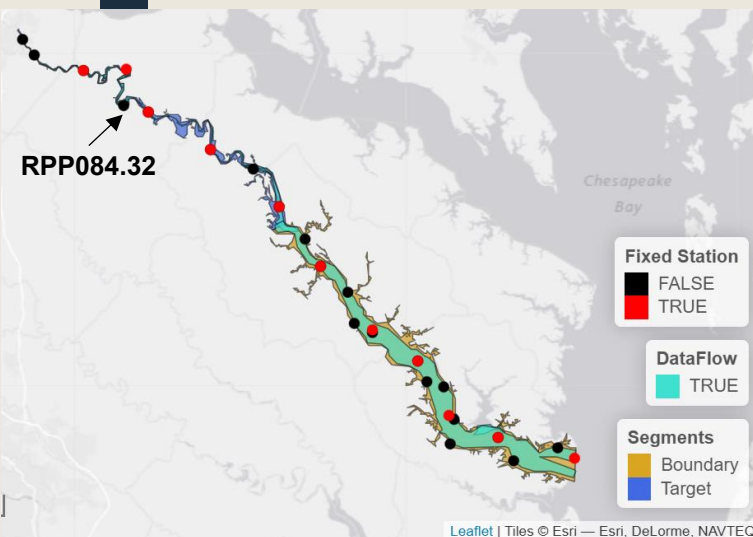 RPP084.32
Chesapeake
Bay
Fixed Station
FALSE
TRUE
DataFlow
TRUE
Segments
Boundary
Target
Leaflet | Tiles © Esri — Esri, DeLorme, NAVTEQ